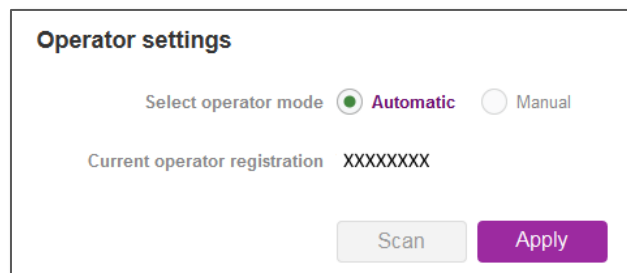 Operator settings
Select operator mode Automatic Manual
Current operator registration XXXXXXXX
Scan Apply